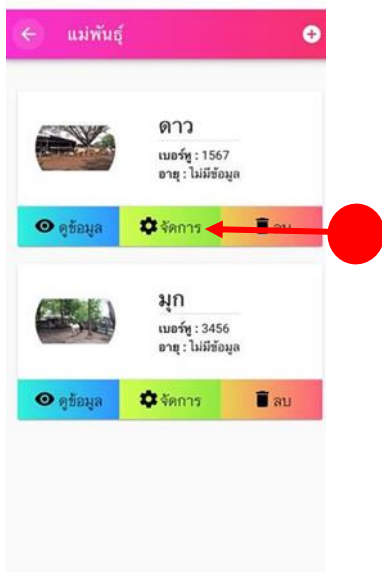 แม่พันธุ์
ดาว
เบอร์หู : 1567
อายุ : ไม่มีข้อมูล
ดูข้อมูล จัดการ ลบ
มุก
เบอร์หู : 3456
อายุ : ไม่มีข้อมูล
ดูข้อมูล จัดการ ลบ